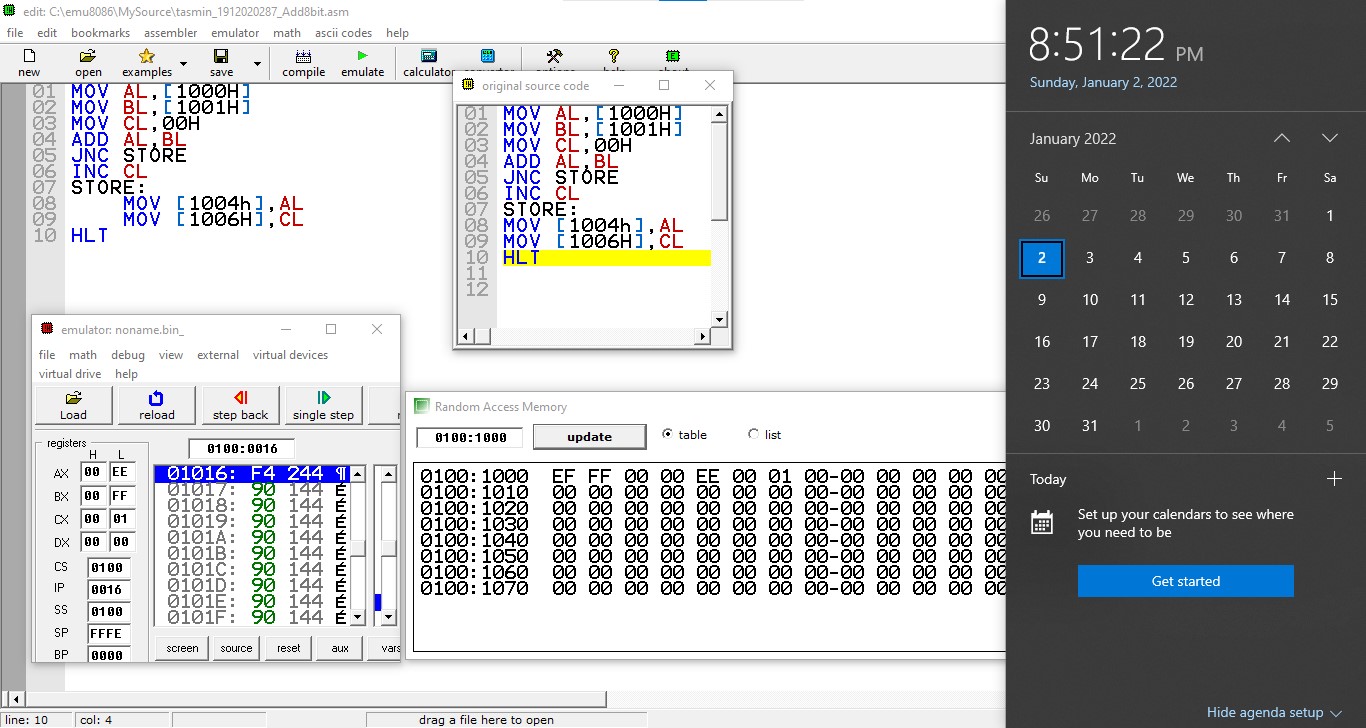 edit: C:\emu8086\MySource\tasmin_1912020287_Add8bit.asm
file edit bookmarks assembler emulator math ascii codes help
new open examples save compile emulate calculator options help about
01 MOV AL,[1000H]
02 MOV BL,[1001H]
03 MOV CL,00H
04 ADD AL,BL
05 JNC STORE
06 INC CL
07 STORE:
08 MOV [1004h],AL
09 MOV [1006H],CL
10 HLT
original source code
01 MOV AL,[1000H]
02 MOV BL,[1001H]
03 MOV CL,00H
04 ADD AL,BL
05 JNC STORE
06 INC CL
07 STORE:
08 MOV [1004h],AL
09 MOV [1006H],CL
10 HLT
11
12
emulator: noname.bin_
file math debug view external virtual devices
virtual drive help
Load reload step back single step
registers
H L
AX 00 EE
BX 00 FF
CX 00 01
DX 00 00
CS 0100
IP 0016
SS 0100
SP FFFE
BP 0000
0100:0016
01016: F4 244 ¶
01017: 90 144 É
01018: 90 144 É
01019: 90 144 É
0101A: 90 144 É
0101B: 90 144 É
0101C: 90 144 É
0101D: 90 144 É
0101E: 90 144 É
0101F: 90 144 É
screen source reset aux vars
Random Access Memory
0100:1000 update table list
0100:1000 EF FF 00 00 EE 00 01 00-00 00 00 00 00
0100:1010 00 00 00 00 00 00 00 00-00 00 00 00 00
0100:1020 00 00 00 00 00 00 00 00-00 00 00 00 00
0100:1030 00 00 00 00 00 00 00 00-00 00 00 00 00
0100:1040 00 00 00 00 00 00 00 00-00 00 00 00 00
0100:1050 00 00 00 00 00 00 00 00-00 00 00 00 00
0100:1060 00 00 00 00 00 00 00 00-00 00 00 00 00
0100:1070 00 00 00 00 00 00 00 00-00 00 00 00 00
line: 10 col: 4 drag a file here to open
8:51:22 PM
Sunday, January 2, 2022
January 2022
Su Mo Tu We Th Fr Sa
26 27 28 29 30 31 1
2 3 4 5 6 7 8
9 10 11 12 13 14 15
16 17 18 19 20 21 22
23 24 25 26 27 28 29
30 31 1 2 3 4 5
Today
Set up your calendars to see where
you need to be
Get started
Hide agenda setup